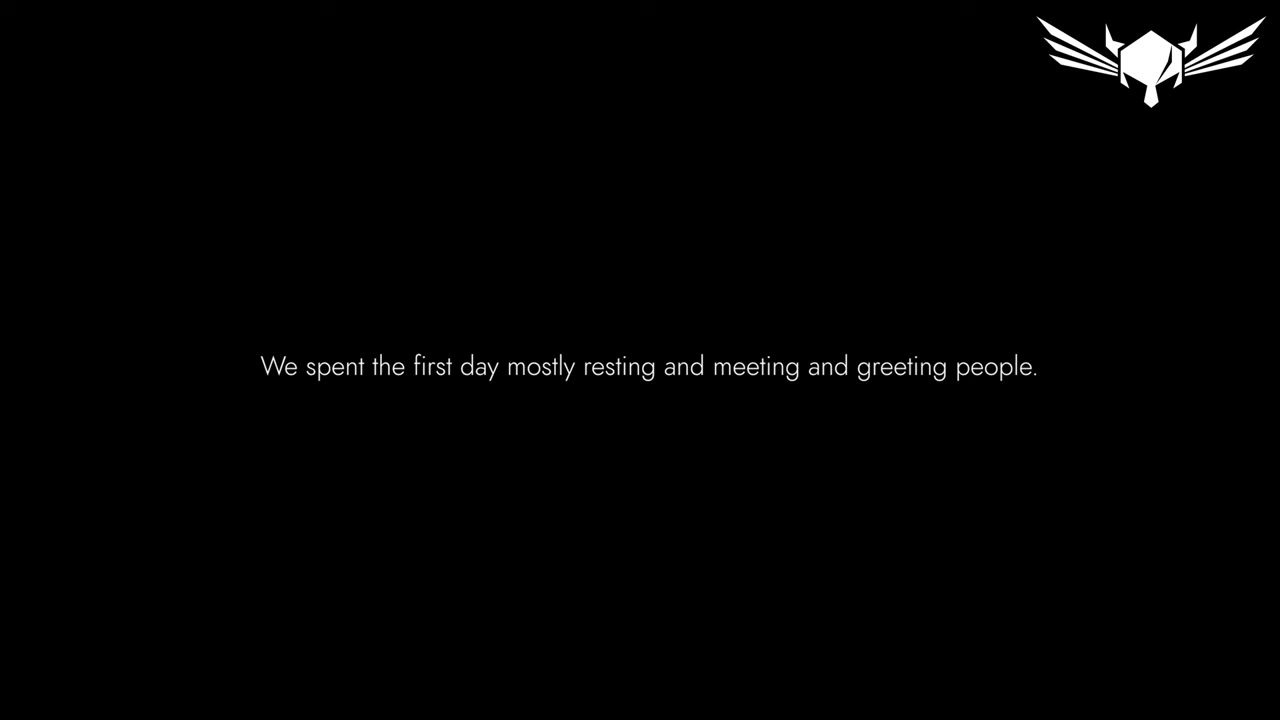 We spent the first day mostly resting and meeting and greeting people.